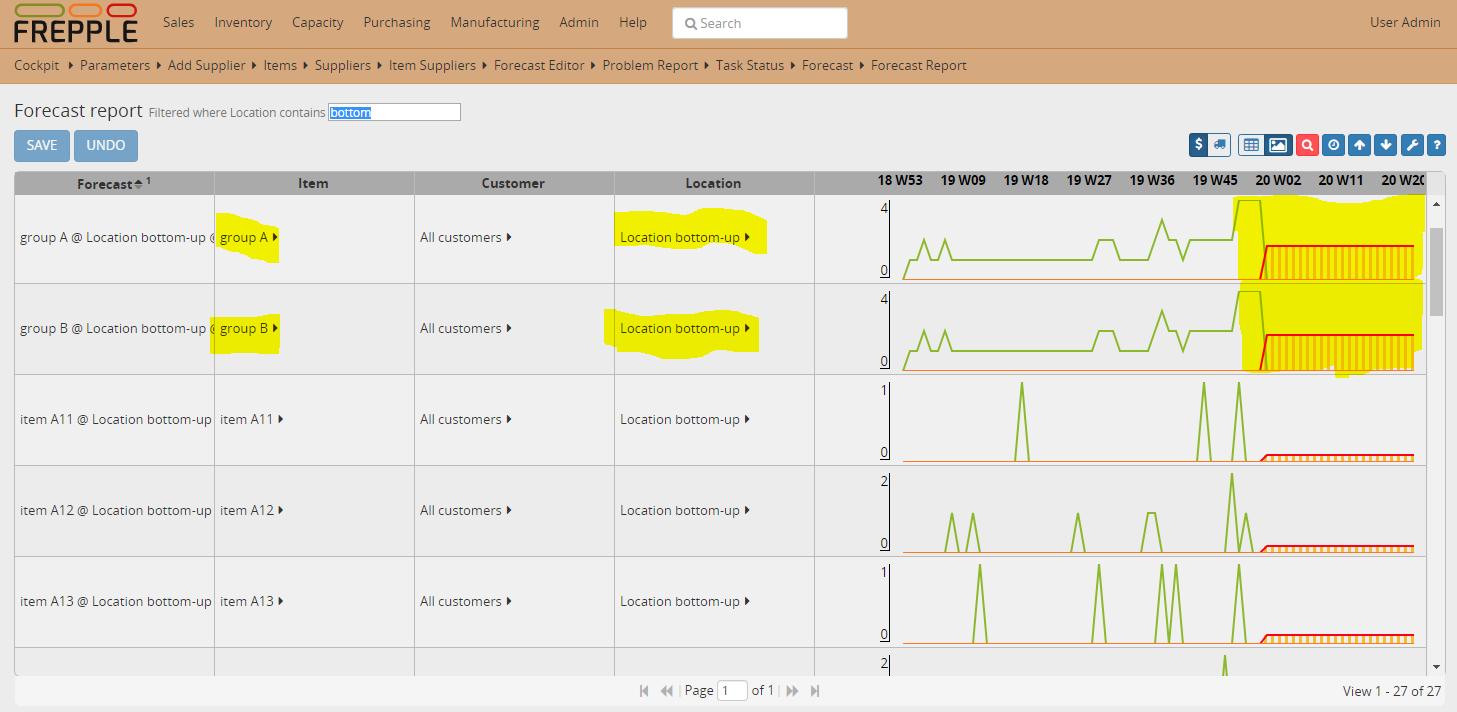 FREPPLE Sales Inventory Capacity Purchasing Manufacturing Admin Help Search User Admin
Cockpit Parameters Add Supplier Items Suppliers Item Suppliers Forecast Editor Problem Report Task Status Forecast Forecast Report
Forecast report Filtered where Location contains bottom
SAVE UNDO $ ?
Forecast 1 Item Customer Location 18 W53 19 W09 19 W18 19 W27 19 W36 19 W45 20 W02 20 W11 20 W20
4
group A @ Location bottom-up @ group A All customers Location bottom-up
0
4
group B @ Location bottom-up @ group B All customers Location bottom-up
0
1
item A11 @ Location bottom-up item A11 All customers Location bottom-up
0
2
item A12 @ Location bottom-up item A12 All customers Location bottom-up
0
1
item A13 @ Location bottom-up item A13 All customers Location bottom-up
0
2
Page 1 of 1 View 1 - 27 of 27